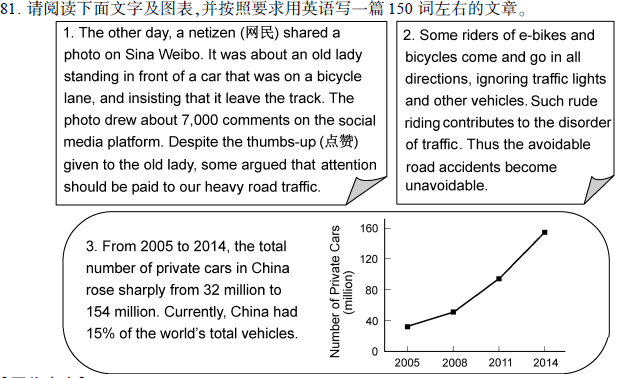 81. 请阅读下面文字及图表,并按照要求用英语写一篇 150 词左右的文章。
1. The other day, a netizen (网民) shared a
photo on Sina Weibo. It was about an old lady
standing in front of a car that was on a bicycle
lane, and insisting that it leave the track. The
photo drew about 7,000 comments on the social
media platform. Despite the thumbs-up (点赞)
given to the old lady, some argued that attention
should be paid to our heavy road traffic.
2. Some riders of e-bikes and
bicycles come and go in all
directions, ignoring traffic lights
and other vehicles. Such rude
riding contributes to the disorder
of traffic. Thus the avoidable
road accidents become
unavoidable.
3. From 2005 to 2014, the total
number of private cars in China
rose sharply from 32 million to
154 million. Currently, China had
15% of the world's total vehicles.
Number of Private Cars
(million)
160
120
80
40
0
2005 2008 2011 2014